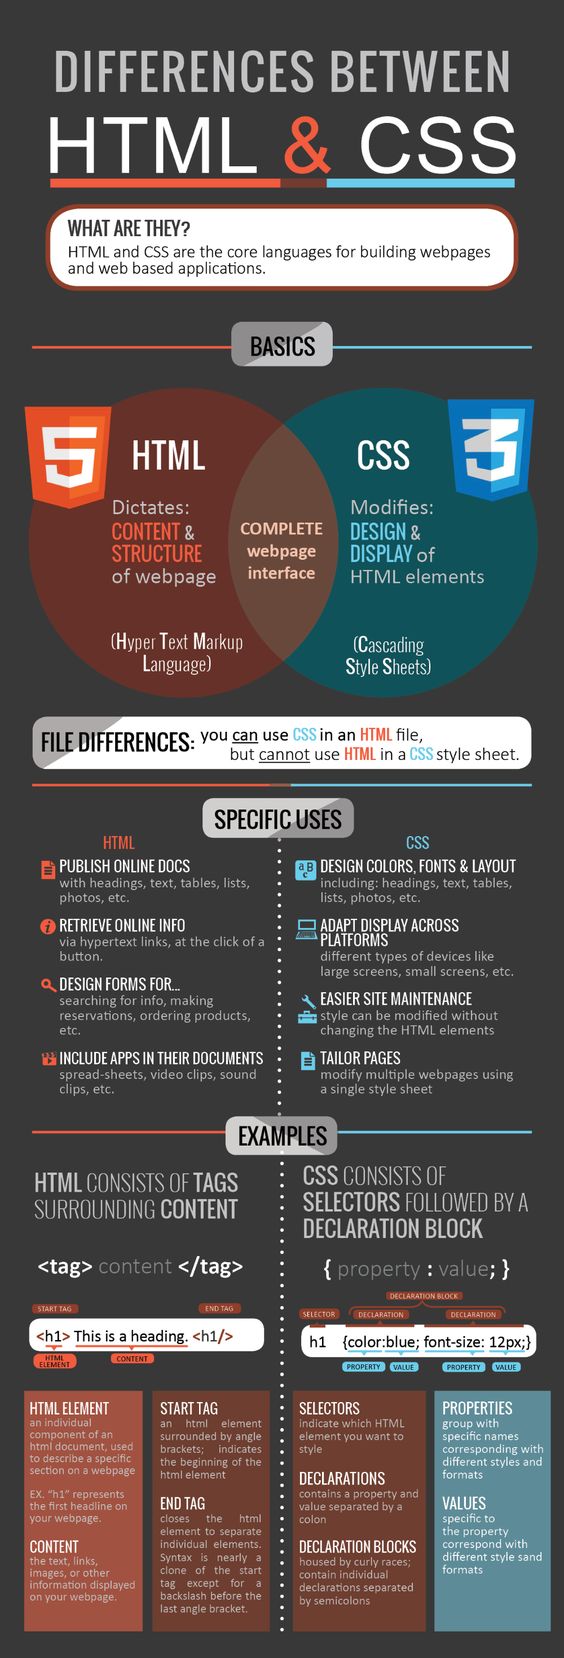 DIFFERENCES BETWEEN
HTML & CSS
WHAT ARE THEY?
HTML and CSS are the core languages for building webpages
and web based applications.
BASICS
5
HTML
Dictates:
CONTENT &
STRUCTURE
of webpage
(Hyper Text Markup
Language)
COMPLETE
webpage
interface
3
CSS
Modifies:
DESIGN &
DISPLAY of
HTML elements
(Cascading
Style Sheets)
FILE DIFFERENCES: you can use CSS in an HTML file,
but cannot use HTML in a CSS style sheet.
SPECIFIC USES
HTML
PUBLISH ONLINE DOCS
with headings, text, tables, lists,
photos, etc.
RETRIEVE ONLINE INFO
via hypertext links, at the click of a
button.
DESIGN FORMS FOR...
searching for info, making
reservations, ordering products,
etc.
INCLUDE APPS IN THEIR DOCUMENTS
spread-sheets, video clips, sound
clips, etc.
CSS
a B
c
DESIGN COLORS, FONTS & LAYOUT
including: headings, text, tables,
lists, photos, etc.
ADAPT DISPLAY ACROSS
PLATFORMS
different types of devices like
large screens, small screens, etc.
EASIER SITE MAINTENANCE
style can be modified without
changing the HTML elements
TAILOR PAGES
modify multiple webpages using
a single style sheet
EXAMPLES
HTML CONSISTS OF TAGS
SURROUNDING CONTENT
<tag> content </tag>
START TAG
END TAG
<h1> This is a heading. <h1/>
HTML
ELEMENT
CONTENT
CSS CONSISTS OF
SELECTORS FOLLOWED BY A
DECLARATION BLOCK
{ property : value; }
DECLARATION BLOCK
SELECTOR
DECLARATION
DECLARATION
h1 {color:blue; font-size: 12px;}
PROPERTY
VALUE
PROPERTY
VALUE
HTML ELEMENT
an individual
component of an
html document, used
to describe a specific
section on a webpage
EX. “h1” represents
the first headline on
your webpage.
CONTENT
the text, links,
images, or other
information displayed
on your webpage.
START TAG
an html element
surrounded by angle
brackets; indicates
the beginning of the
html element
END TAG
closes the html
element to separate
individual elements.
Syntax is nearly a
clone of the start
tag except for a
backslash before the
last angle bracket.
SELECTORS
indicate which HTML
element you want to
style
DECLARATIONS
contains a property and
value separated by a
colon
DECLARATION BLOCKS
housed by curly races;
contain individual
declarations separated
by semicolons
PROPERTIES
group with
specific names
corresponding with
different styles and
formats
VALUES
specific to
the property
correspond with
different style sand
formats